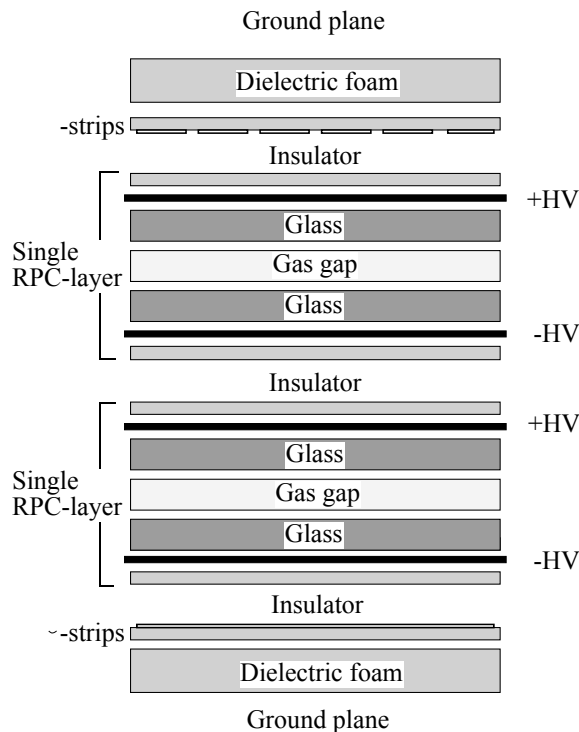 Ground plane
Dielectric foam
-strips
Insulator
+HV
Glass
Single
RPC-layer
Gas gap
Glass
-HV
Insulator
+HV
Glass
Single
RPC-layer
Gas gap
Glass
-HV
Insulator
-strips
Dielectric foam
Ground plane